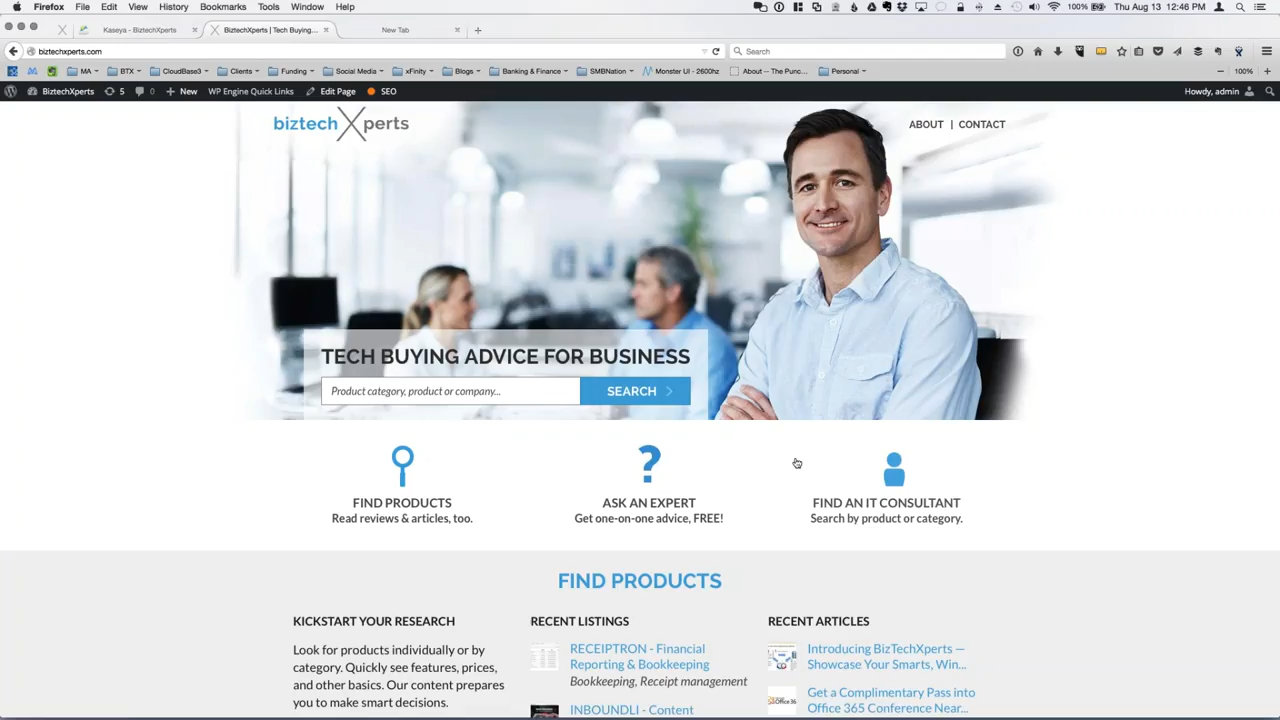 Firefox File Edit View History Bookmarks Tools Window Help 100% Thu Aug 13 12:46 PM
Kaseya - BiztechXperts × BiztechXperts | Tech Buying... × New Tab × +
biztechxperts.com Search
MA BTX CloudBase3 Clients Funding Social Media xFinity Blogs Banking & Finance SMBNation Monster UI - 2600hz About — The Punc... Personal 100%
BiztechXperts 5 0 New WP Engine Quick Links Edit Page SEO Howdy, admin
biztechXperts ABOUT | CONTACT
TECH BUYING ADVICE FOR BUSINESS
Product category, product or company... SEARCH
FIND PRODUCTS
Read reviews & articles, too.
?
ASK AN EXPERT
Get one-on-one advice, FREE!
FIND AN IT CONSULTANT
Search by product or category.
FIND PRODUCTS
KICKSTART YOUR RESEARCH
Look for products individually or by
category. Quickly see features, prices,
and other basics. Our content prepares
you to make smart decisions.
RECENT LISTINGS
RECEIPTRON - Financial
Reporting & Bookkeeping
Bookkeeping, Receipt management
INBOUNDLI - Content
RECENT ARTICLES
Introducing BizTechXperts —
Showcase Your Smarts, Win...
Get a Complimentary Pass into
Office 365 Conference Near...